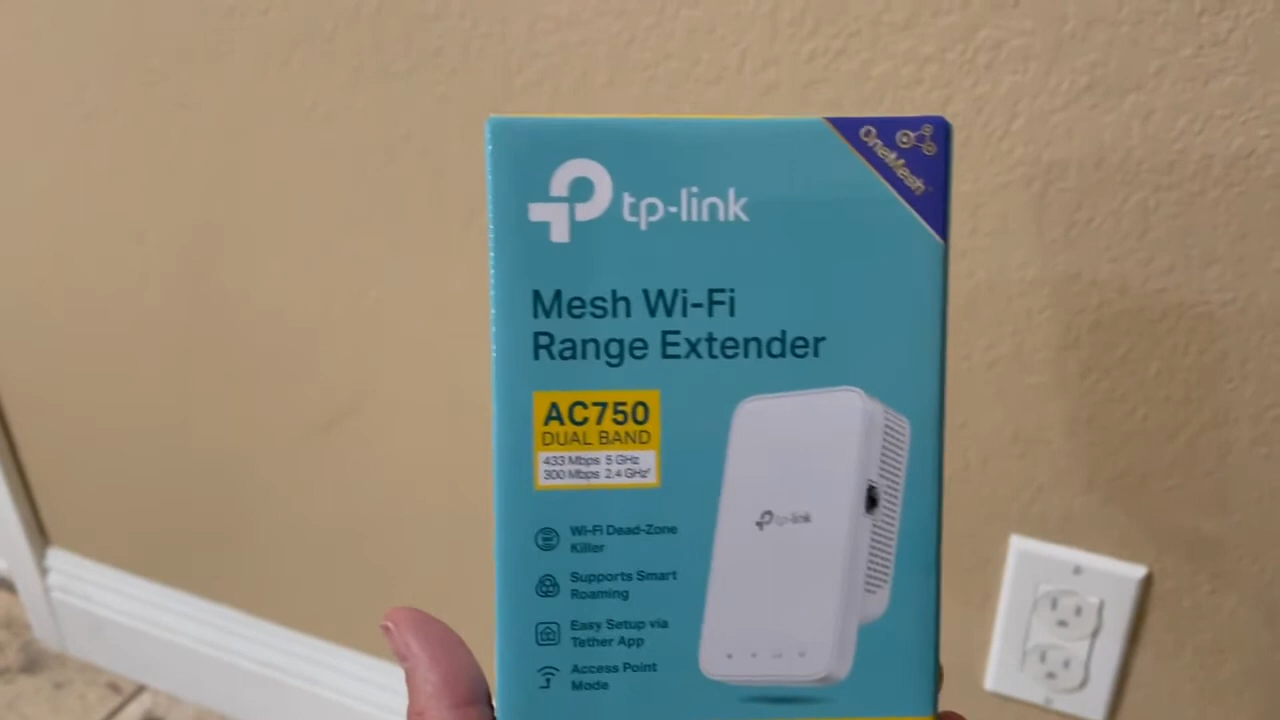 OneMesh™
tp-link
Mesh Wi-Fi
Range Extender
AC750
DUAL BAND
433 Mbps 5 GHz
300 Mbps 2.4 GHz†
tp-link
Wi-Fi Dead-Zone
Killer
Supports Smart
Roaming
Easy Setup via
Tether App
Access Point
Mode